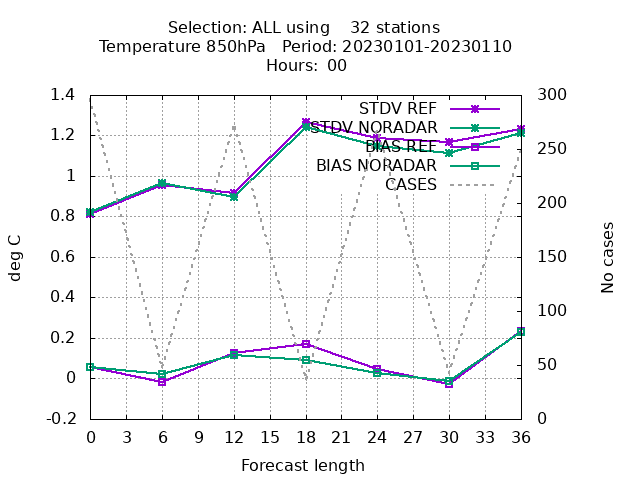 Selection: ALL using    32 stations
Temperature 850hPa   Period: 20230101-20230110
Hours: 00
STDV REF
STDV NORADAR
BIAS REF
BIAS NORADAR
CASES
1.4
1.2
1
0.8
0.6
0.4
0.2
0
-0.2
deg C
300
250
200
150
100
50
0
No cases
0 3 6 9 12 15 18 21 24 27 30 33 36
Forecast length